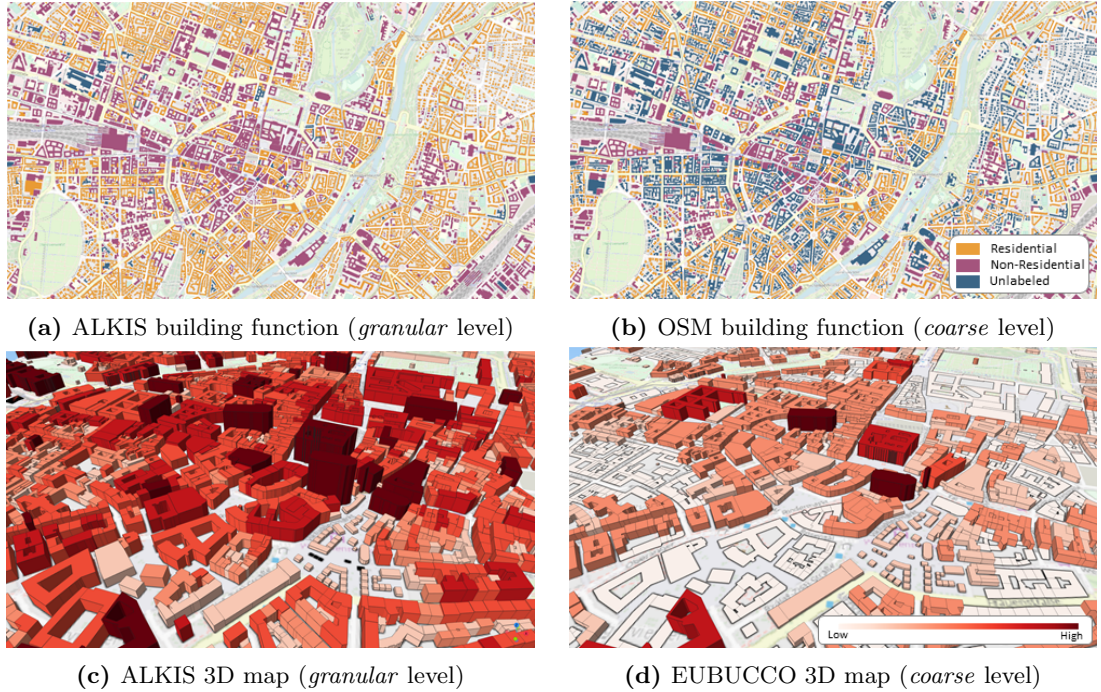 Residential
Non-Residential
Unlabeled
(a) ALKIS building function (granular level)
(b) OSM building function (coarse level)
Low
High
(c) ALKIS 3D map (granular level)
(d) EUBUCCO 3D map (coarse level)